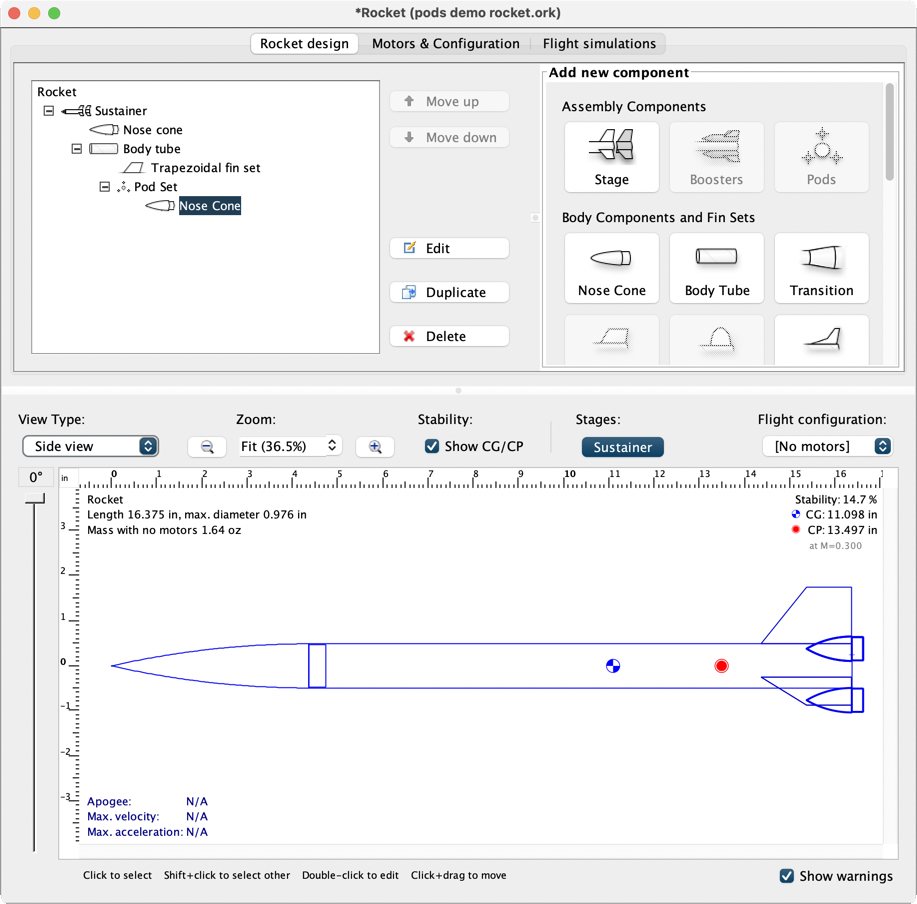 *Rocket (pods demo rocket.ork)
Rocket design Motors & Configuration Flight simulations
Rocket
Sustainer
Nose cone
Body tube
Trapezoidal fin set
Pod Set
Nose Cone
Move up
Move down
Edit
Duplicate
Delete
Add new component
Assembly Components
Stage Boosters Pods
Body Components and Fin Sets
Nose Cone Body Tube Transition
View Type: Zoom: Stability: Stages: Flight configuration:
Side view Fit (36.5%) Show CG/CP Sustainer [No motors]
0° in 0 1 2 3 4 5 6 7 8 9 10 11 12 13 14 15 16 1
Rocket
Length 16.375 in, max. diameter 0.976 in
Mass with no motors 1.64 oz
Stability: 14.7 %
CG: 11.098 in
CP: 13.497 in
at M=0.300
3
2
1
0
-1
-2
-3
Apogee: N/A
Max. velocity: N/A
Max. acceleration: N/A
Click to select Shift+click to select other Double-click to edit Click+drag to move
Show warnings